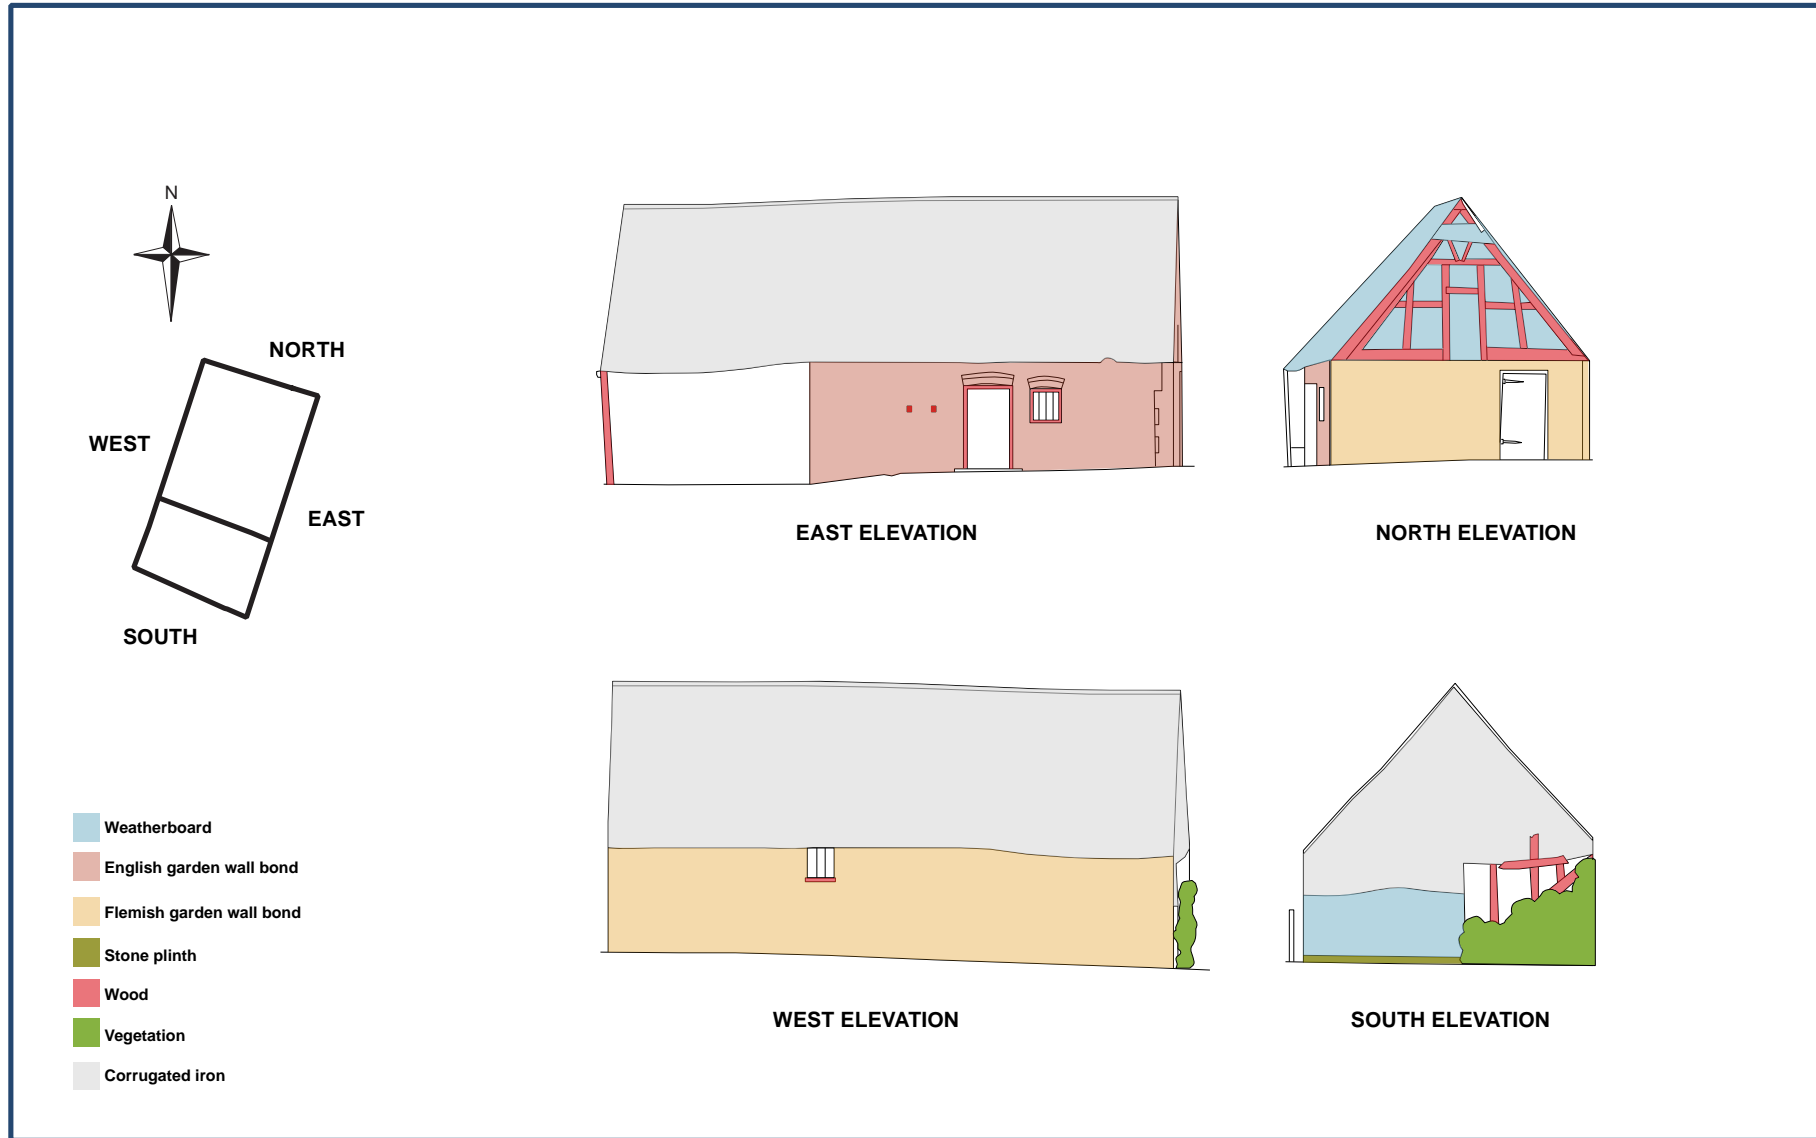 N
NORTH
WEST
EAST
SOUTH
EAST ELEVATION
NORTH ELEVATION
WEST ELEVATION
SOUTH ELEVATION
Weatherboard
English garden wall bond
Flemish garden wall bond
Stone plinth
Wood
Vegetation
Corrugated iron